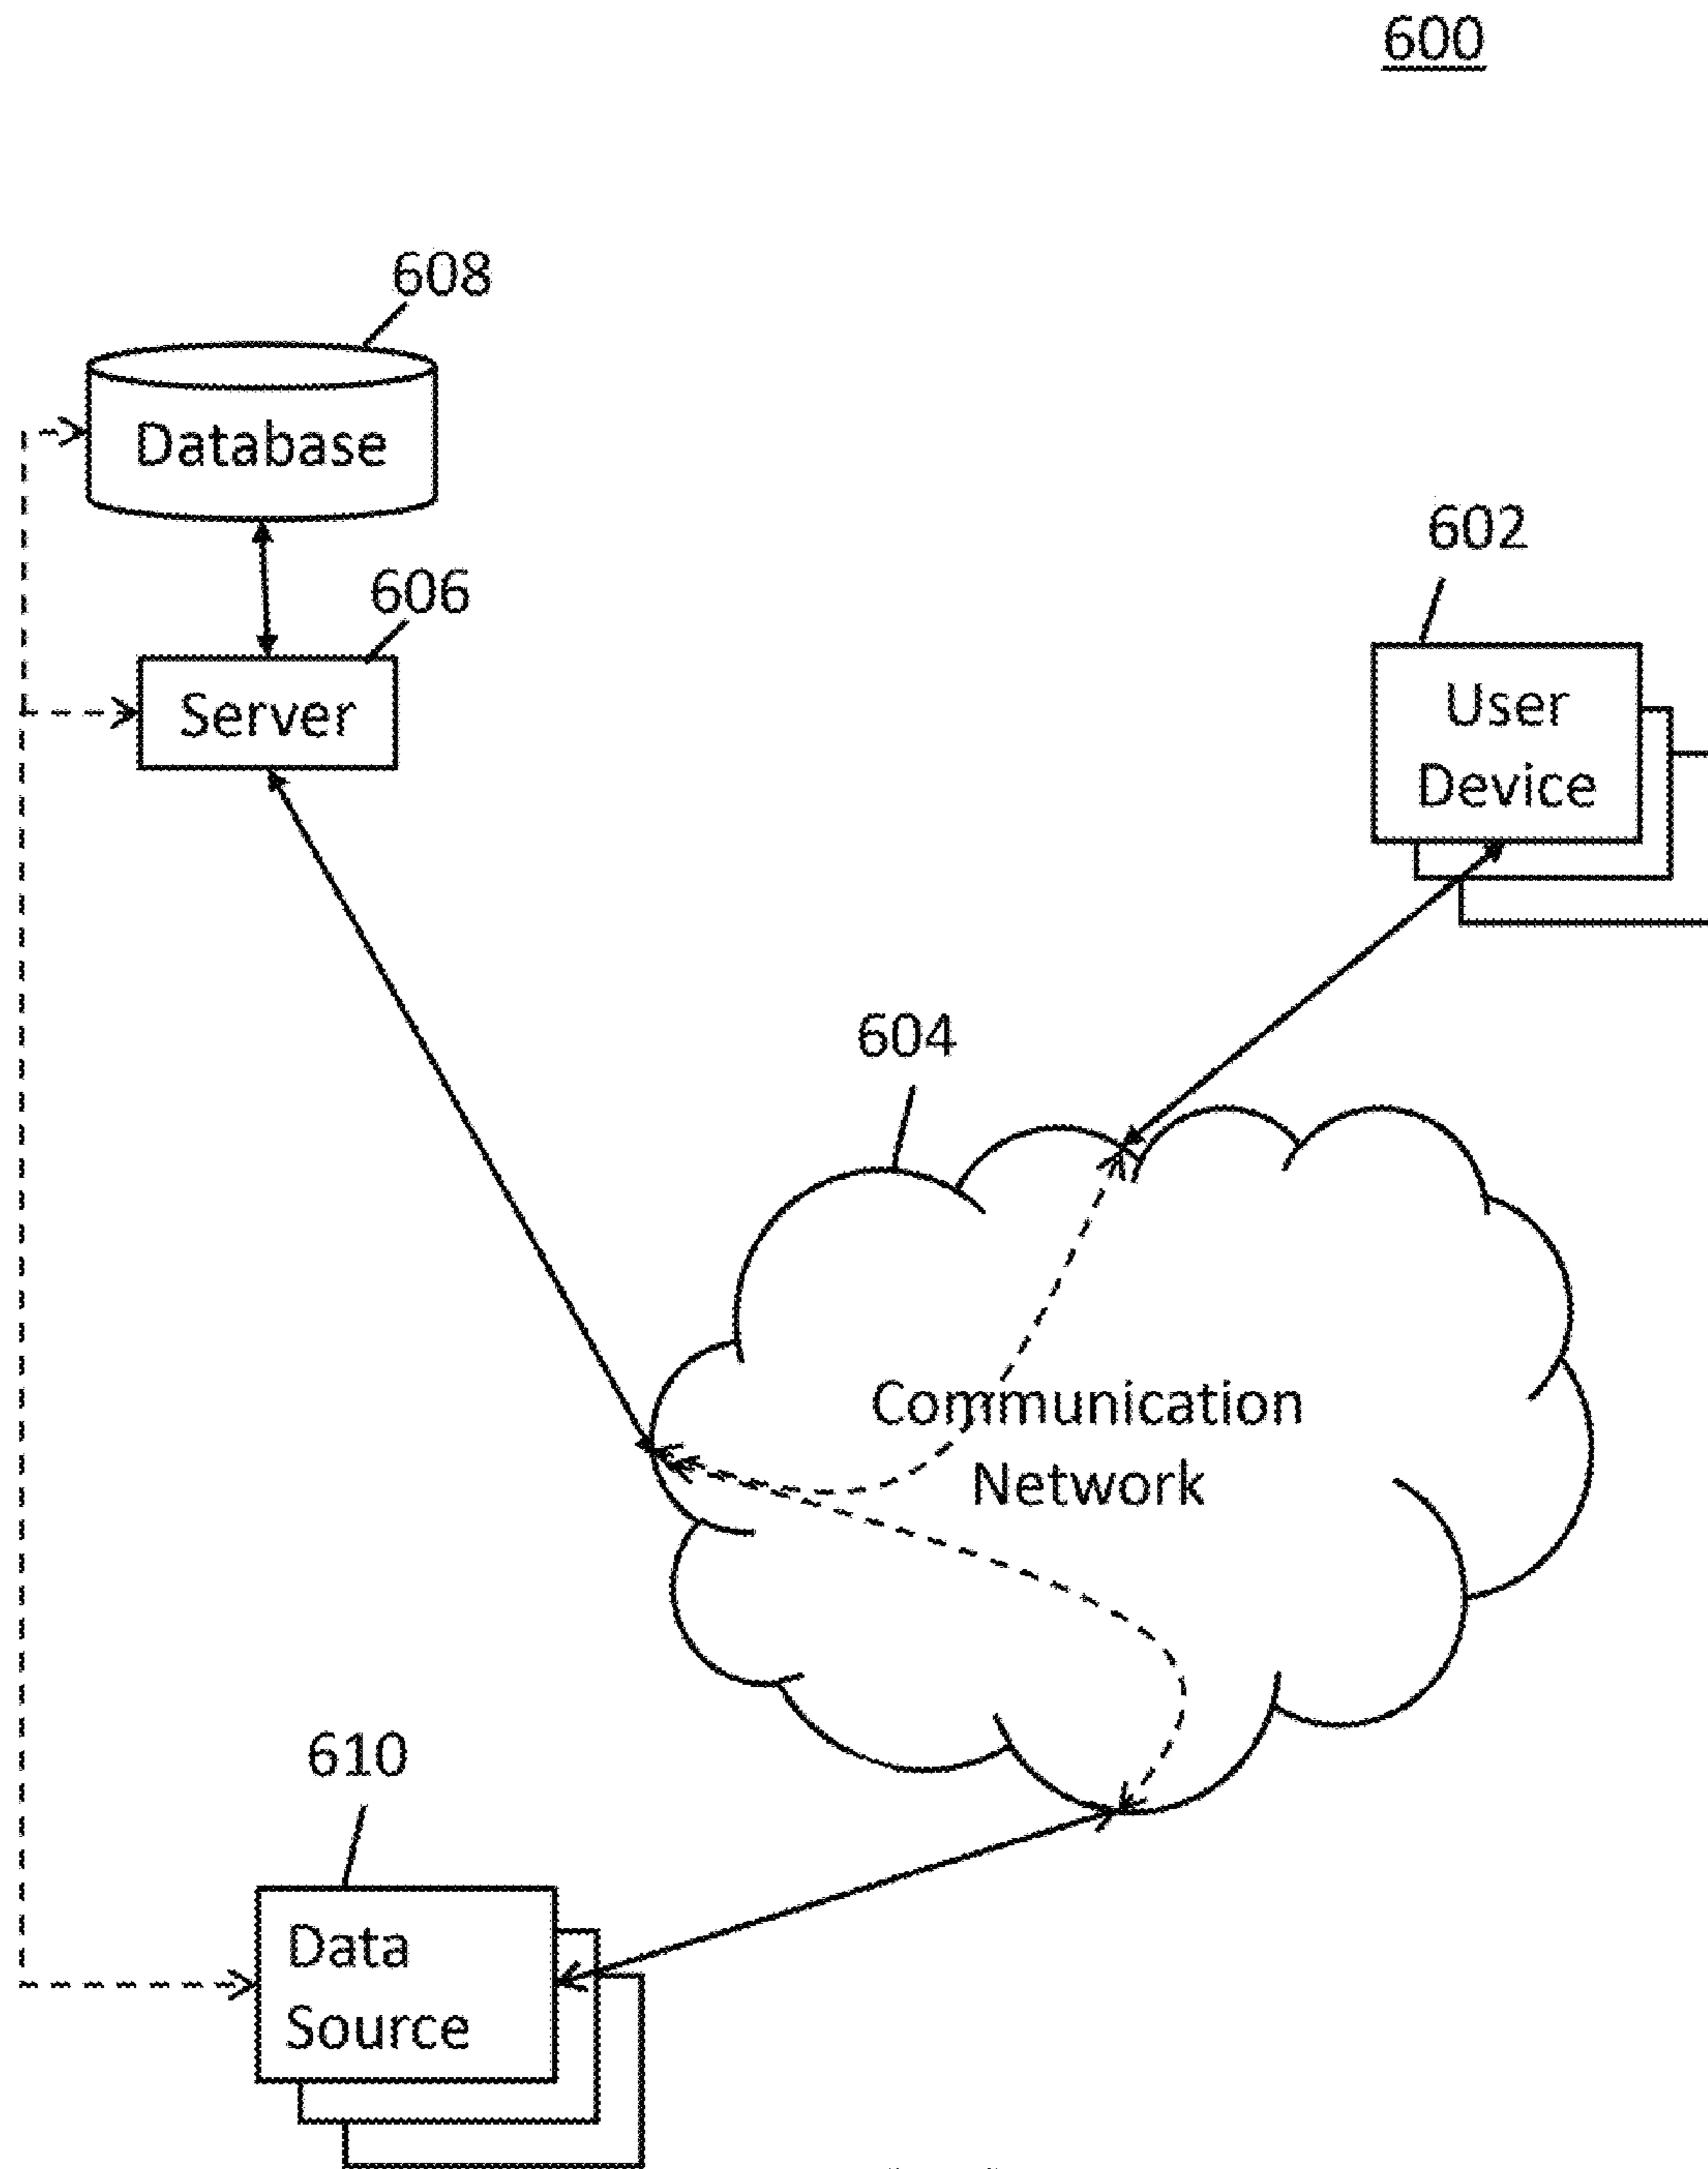 600
608
Database
606
Server
602
User
Device
604
Communication
Network
610
Data
Source